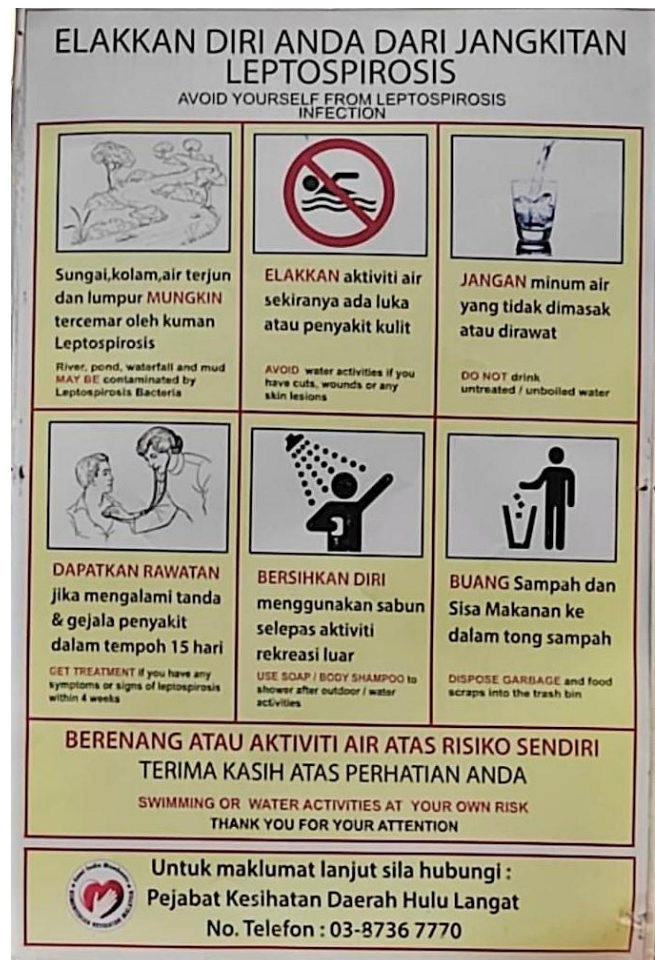 ELAKKAN DIRI ANDA DARI JANGKITAN
LEPTOSPIROSIS
AVOID YOURSELF FROM LEPTOSPIROSIS
INFECTION
Sungai,kolam,air terjun
dan lumpur MUNGKIN
tercemar oleh kuman
Leptospirosis
River, pond, waterfall and mud
MAY BE contaminated by
Leptospirosis Bacteria
ELAKKAN aktiviti air
sekiranya ada luka
atau penyakit kulit
AVOID water activities if you
have cuts, wounds or any
skin lesions
JANGAN minum air
yang tidak dimasak
atau dirawat
DO NOT drink
untreated / unboiled water
DAPATKAN RAWATAN
jika mengalami tanda
& gejala penyakit
dalam tempoh 15 hari
GET TREATMENT if you have any
symptoms or signs of leptospirosis
within 4 weeks
BERSIHKAN DIRI
menggunakan sabun
selepas aktiviti
rekreasi luar
USE SOAP / BODY SHAMPOO to
shower after outdoor / water
activities
BUANG Sampah dan
Sisa Makanan ke
dalam tong sampah
DISPOSE GARBAGE and food
scraps into the trash bin
BERENANG ATAU AKTIVITI AIR ATAS RISIKO SENDIRI
TERIMA KASIH ATAS PERHATIAN ANDA
SWIMMING OR WATER ACTIVITIES AT YOUR OWN RISK
THANK YOU FOR YOUR ATTENTION
Untuk maklumat lanjut sila hubungi :
Pejabat Kesihatan Daerah Hulu Langat
No. Telefon : 03-8736 7770